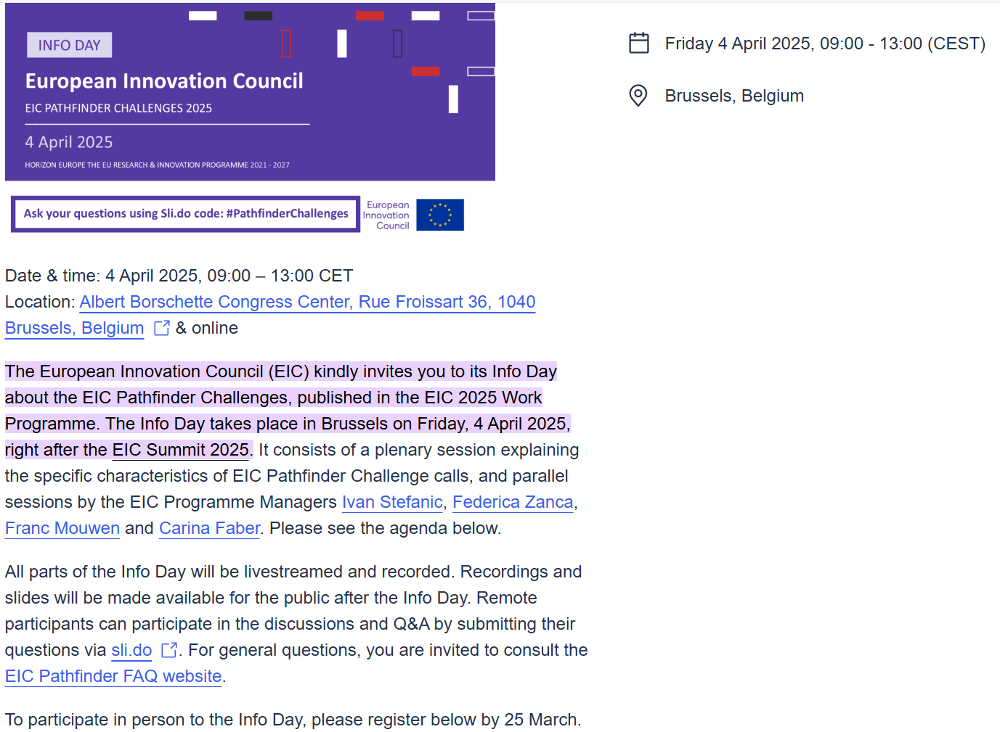 INFO DAY
European Innovation Council
EIC PATHFINDER CHALLENGES 2025
4 April 2025
HORIZON EUROPE THE EU RESEARCH & INNOVATION PROGRAMME 2021 - 2027
Ask your questions using Sli.do code: #PathfinderChallenges
European
Innovation
Council
Friday 4 April 2025, 09:00 - 13:00 (CEST)
Brussels, Belgium
Date & time: 4 April 2025, 09:00 – 13:00 CET
Location: Albert Borschette Congress Center, Rue Froissart 36, 1040
Brussels, Belgium & online
The European Innovation Council (EIC) kindly invites you to its Info Day
about the EIC Pathfinder Challenges, published in the EIC 2025 Work
Programme. The Info Day takes place in Brussels on Friday, 4 April 2025,
right after the EIC Summit 2025. It consists of a plenary session explaining
the specific characteristics of EIC Pathfinder Challenge calls, and parallel
sessions by the EIC Programme Managers Ivan Stefanic, Federica Zanca,
Franc Mouwen and Carina Faber. Please see the agenda below.
All parts of the Info Day will be livestreamed and recorded. Recordings and
slides will be made available for the public after the Info Day. Remote
participants can participate in the discussions and Q&A by submitting their
questions via sli.do. For general questions, you are invited to consult the
EIC Pathfinder FAQ website.
To participate in person to the Info Day, please register below by 25 March.